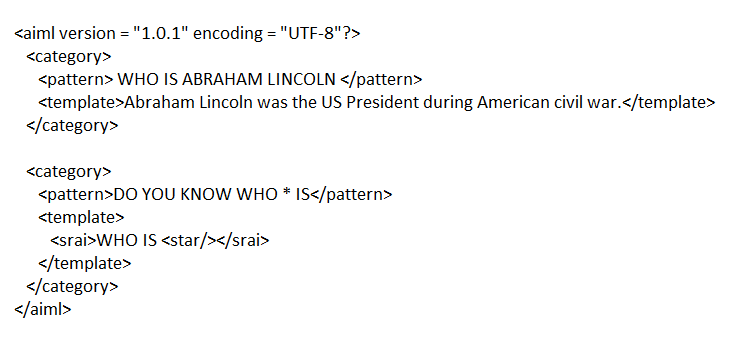 <aiml version = "1.0.1" encoding = "UTF-8"?>
<category>
<pattern> WHO IS ABRAHAM LINCOLN </pattern>
<template>Abraham Lincoln was the US President during American civil war.</template>
</category>
<category>
<pattern>DO YOU KNOW WHO * IS</pattern>
<template>
<srai>WHO IS <star/></srai>
</template>
</category>
</aiml>